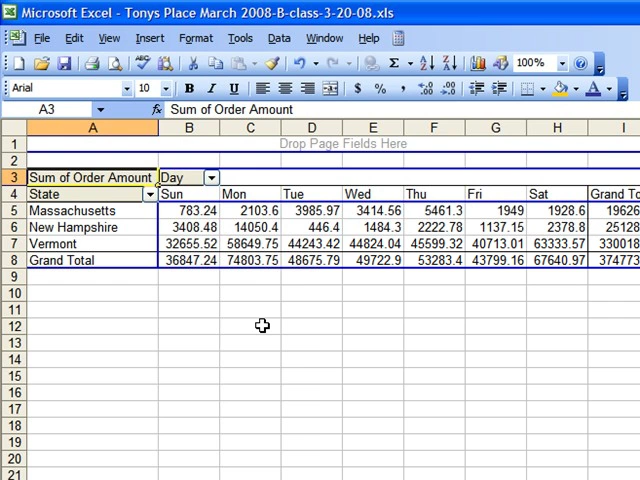 Microsoft Excel - Tonys Place March 2008-B-class-3-20-08.xls
File Edit View Insert Format Tools Data Window Help
100%
Arial 10 B I U $ % ,
A3 fx Sum of Order Amount
A B C D E F G H I
1 Drop Page Fields Here
2
3 Sum of Order Amount Day
4 State Sun Mon Tue Wed Thu Fri Sat Grand To
5 Massachusetts 783.24 2103.6 3985.97 3414.56 5461.3 1949 1928.6 19626
6 New Hampshire 3408.48 14050.4 446.4 1484.3 2222.78 1137.15 2378.8 25128
7 Vermont 32655.52 58649.75 44243.42 44824.04 45599.32 40713.01 63333.57 330018
8 Grand Total 36847.24 74803.75 48675.79 49722.9 53283.4 43799.16 67640.97 374773
9
10
11
12
13
14
15
16
17
18
19
20
21